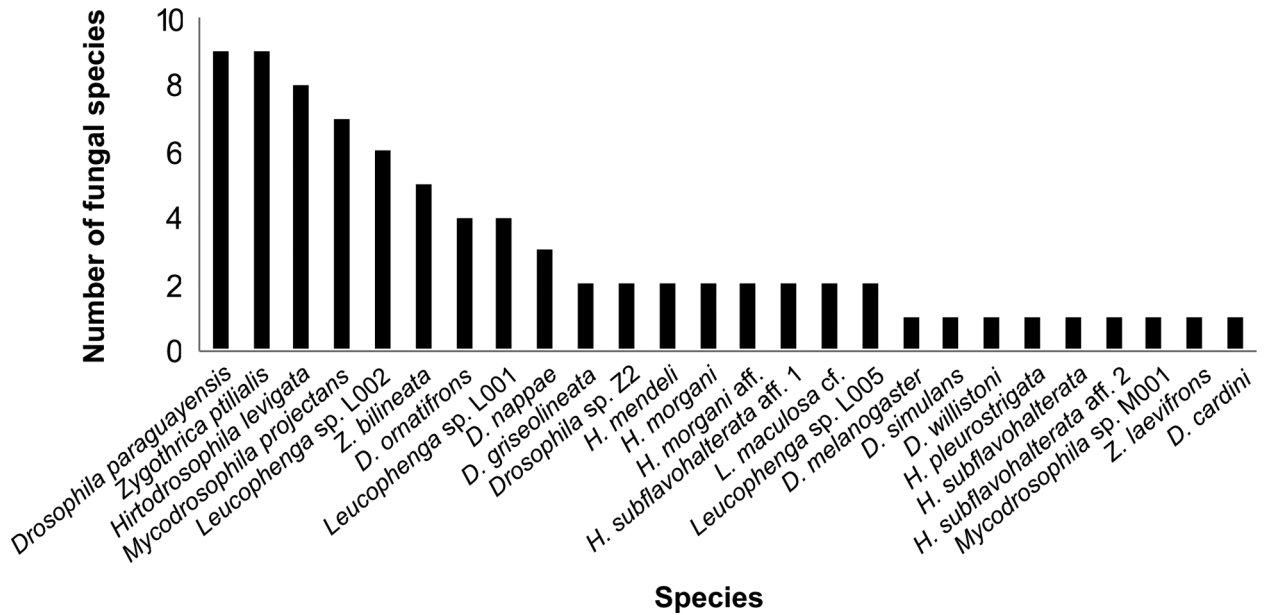 Number of fungal species
10
8
6
4
2
0
Drosophila paraguayensis
Zygothrica ptilialis
Hirtodrosophila levigata
Mycodrosophila projectans
Leucophenga sp. L002
Z. bilineata
D. ornatifrons
Leucophenga sp. L001
D. nappae
D. griseolineata
Drosophila sp. Z2
H. mendeli
H. morgani
H. morgani aff.
H. subflavohalterata aff. 1
L. maculosa cf.
Leucophenga sp. L005
D. melanogaster
D. simulans
D. willistoni
H. pleurostrigata
H. subflavohalterata
H. subflavohalterata aff. 2
Mycodrosophila sp. M001
Z. laevifrons
D. cardini
Species